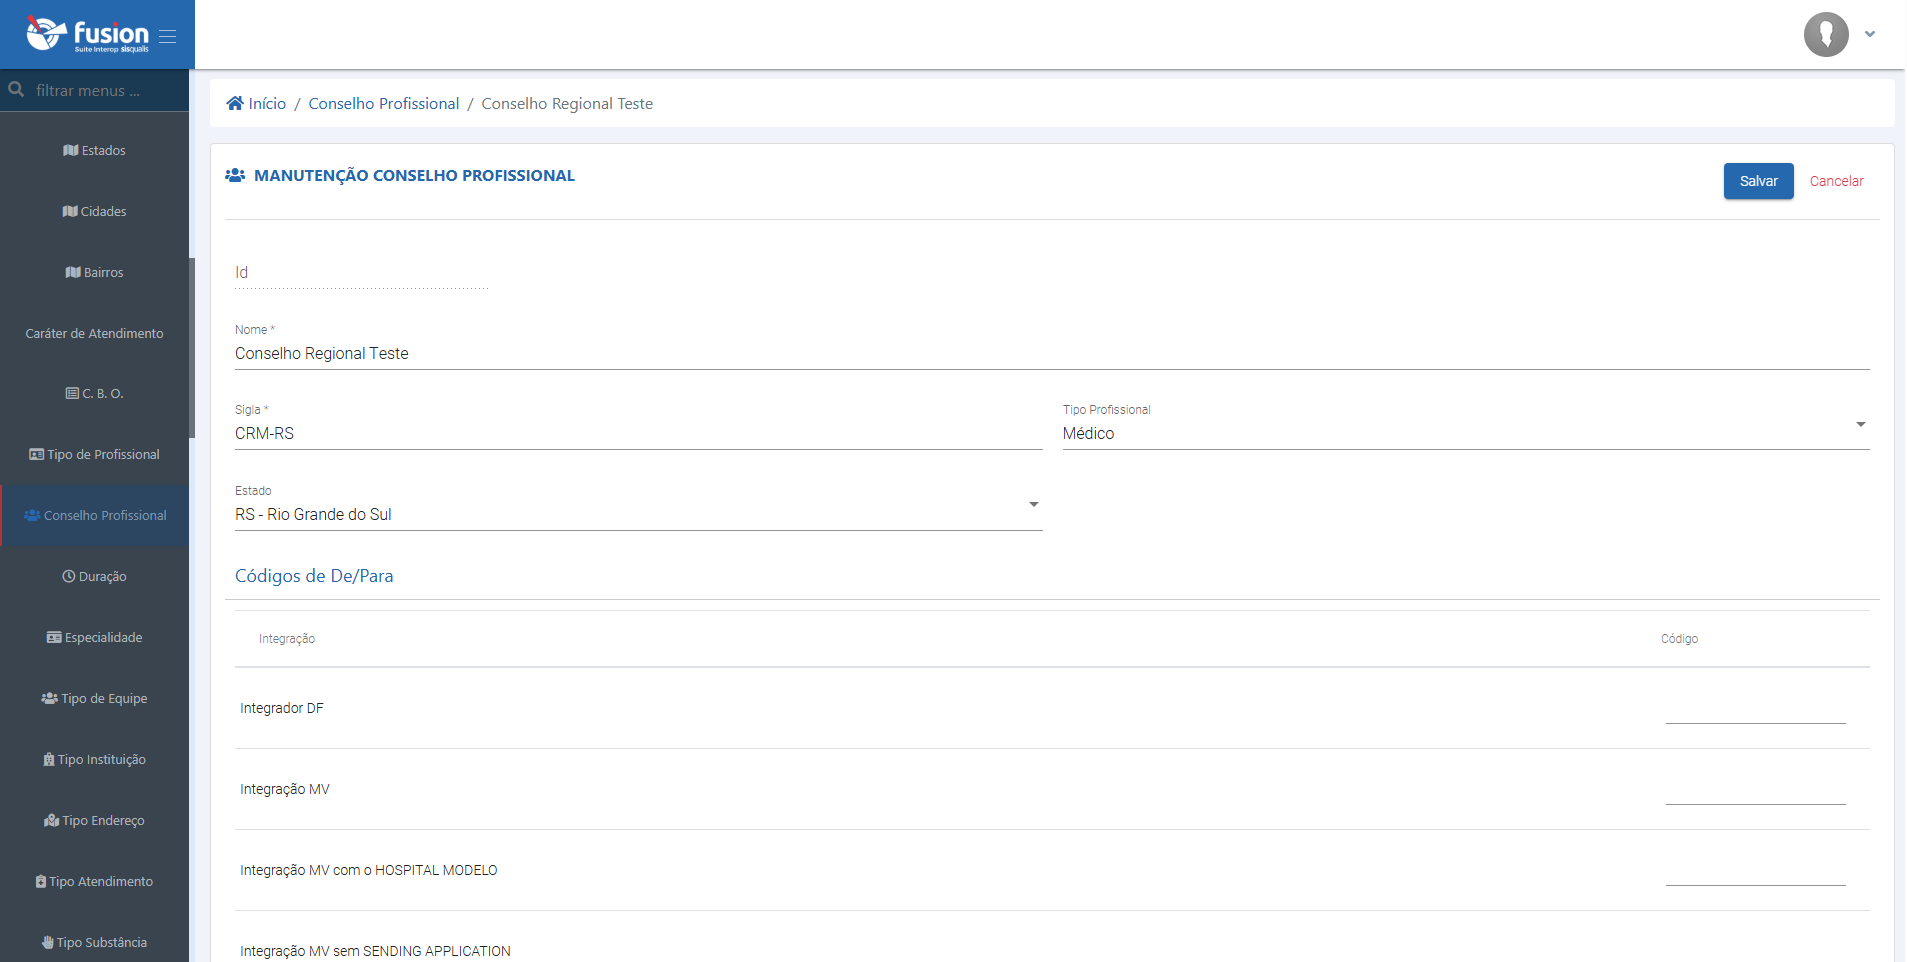 fusion
Suite Interop sisqualis
filtrar menus ...
Estados
Cidades
Bairros
Caráter de Atendimento
C. B. O.
Tipo de Profissional
Conselho Profissional
Duração
Especialidade
Tipo de Equipe
Tipo Instituição
Tipo Endereço
Tipo Atendimento
Tipo Substância
Início / Conselho Profissional / Conselho Regional Teste
MANUTENÇÃO CONSELHO PROFISSIONAL
Salvar Cancelar
Id
Nome *
Conselho Regional Teste
Sigla *
CRM-RS
Tipo Profissional
Médico
Estado
RS - Rio Grande do Sul
Códigos de De/Para
Integração Código
Integrador DF
Integração MV
Integração MV com o HOSPITAL MODELO
Integração MV sem SENDING APPLICATION